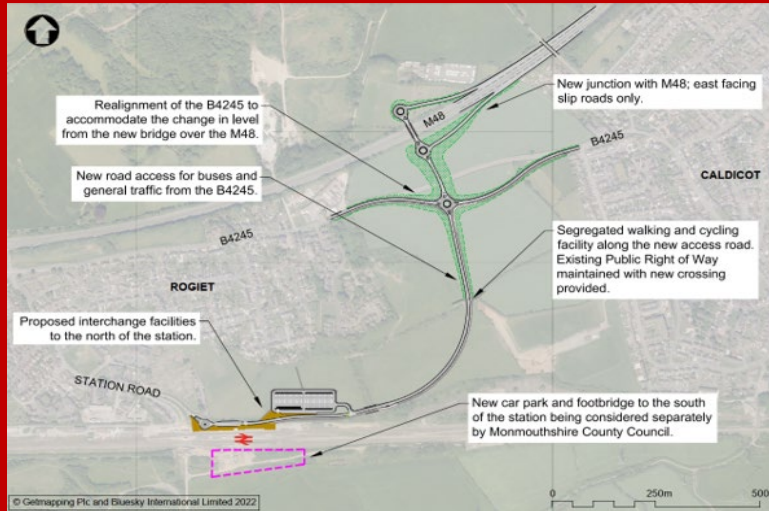 New junction with M48; east facing
slip roads only.
Realignment of the B4245 to
accommodate the change in level
from the new bridge over the M48.
M48
B4245
CALDICOT
New road access for buses and
general traffic from the B4245.
B4245
Segregated walking and cycling
facility along the new access road.
Existing Public Right of Way
maintained with new crossing
provided.
ROGIET
Proposed interchange facilities
to the north of the station.
STATION ROAD
New car park and footbridge to the south
of the station being considered separately
by Monmouthshire County Council.
© Getmapping Plc and Bluesky International Limited 2022
0 250m 500